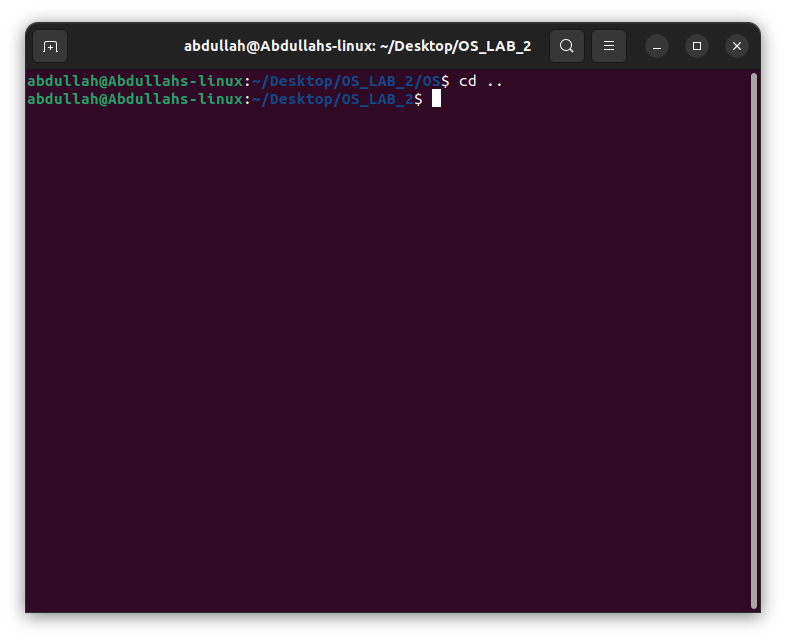 abdullah@Abdullahs-linux: ~/Desktop/OS_LAB_2
abdullah@Abdullahs-linux:~/Desktop/OS_LAB_2/OS$ cd ..
abdullah@Abdullahs-linux:~/Desktop/OS_LAB_2$